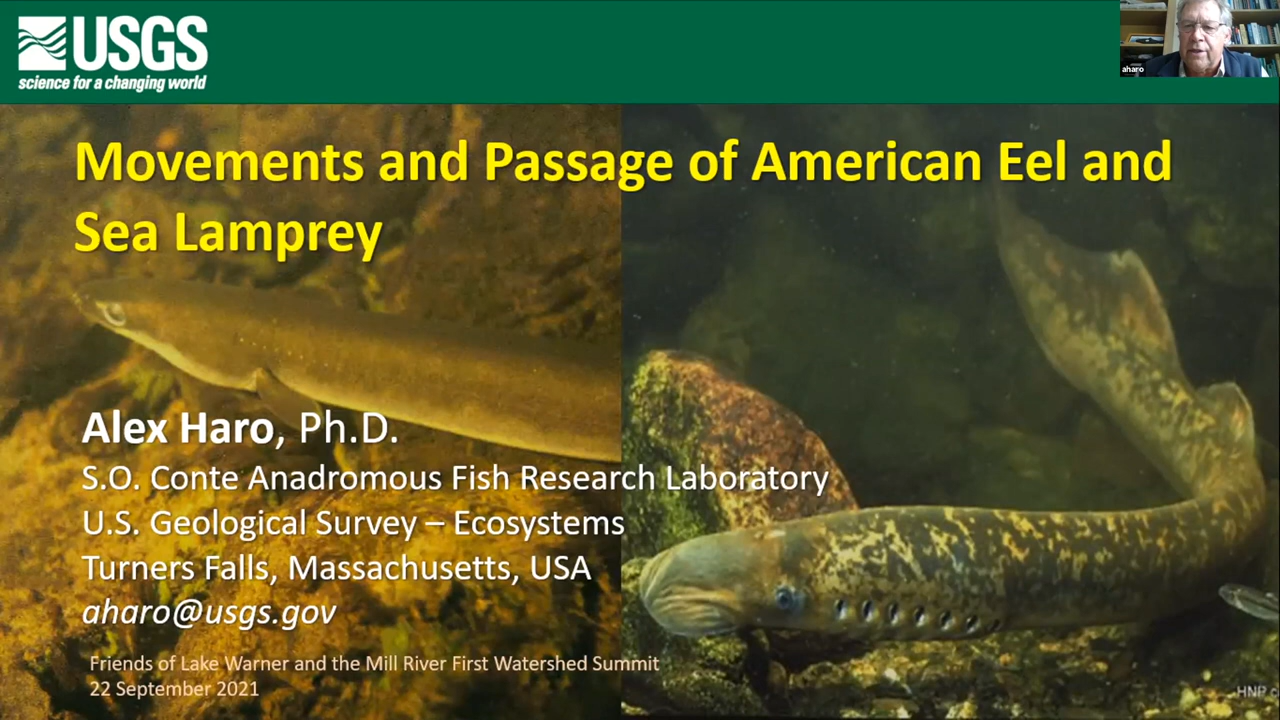 USGS
science for a changing world
aharo
Movements and Passage of American Eel and
Sea Lamprey
Alex Haro, Ph.D.
S.O. Conte Anadromous Fish Research Laboratory
U.S. Geological Survey – Ecosystems
Turners Falls, Massachusetts, USA
aharo@usgs.gov
Friends of Lake Warner and the Mill River First Watershed Summit
22 September 2021
HNP